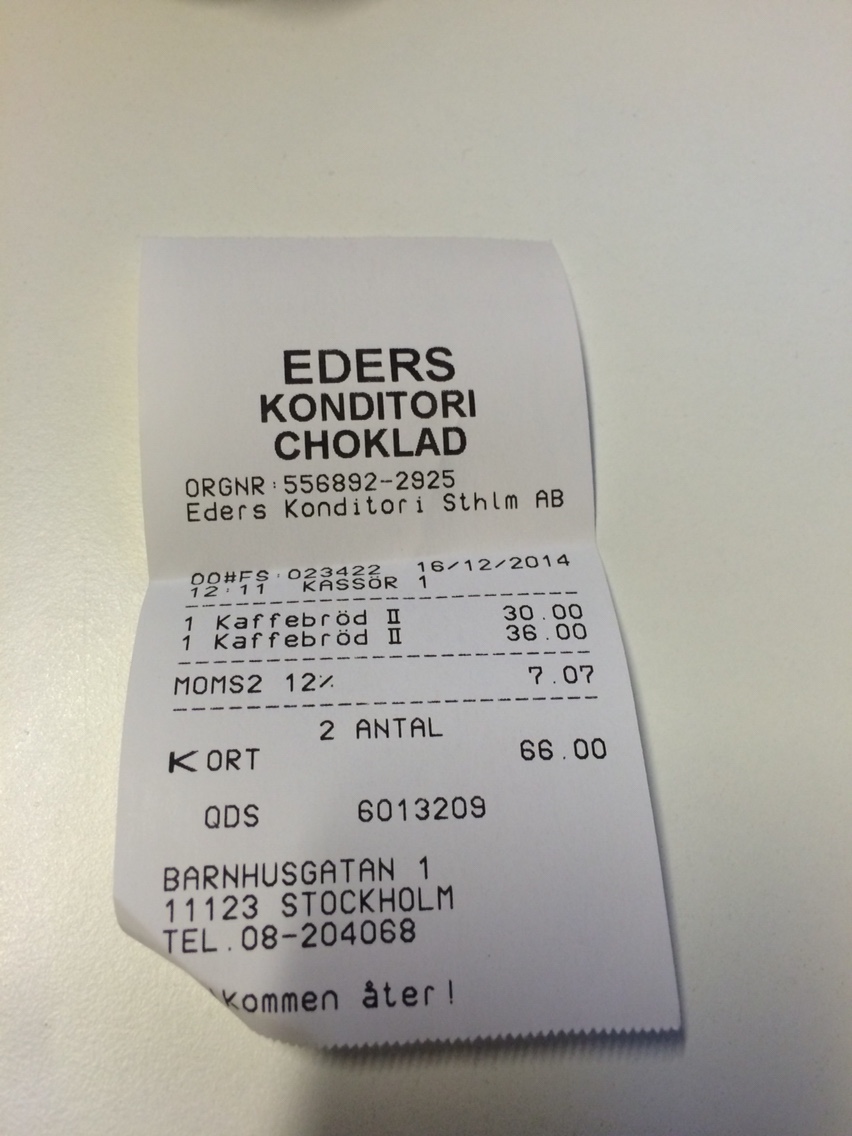 EDERS
KONDITORI
CHOKLAD
ORGNR:556892-2925
Eders Konditori Sthlm AB
023422 16/12/2014
12:11 KASSÖR 1
1 Kaffebröd II 30.00
1 Kaffebröd II 36.00
MOMS2 12% 7.07
2 ANTAL
KORT 66.00
QDS 6013209
BARNHUSGATAN 1
11123 STOCKHOLM
TEL.08-204068
kommen åter!